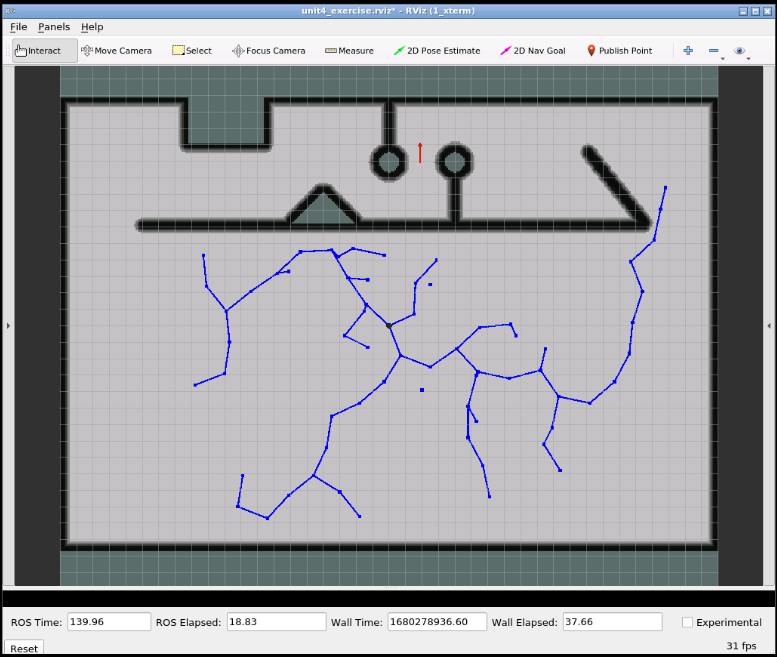 unit4_exercise.rviz* - RViz (1_xterm)
File Panels Help
Interact Move Camera Select Focus Camera Measure 2D Pose Estimate 2D Nav Goal Publish Point
ROS Time: 139.96 ROS Elapsed: 18.83 Wall Time: 1680278936.60 Wall Elapsed: 37.66 Experimental
Reset 31 fps